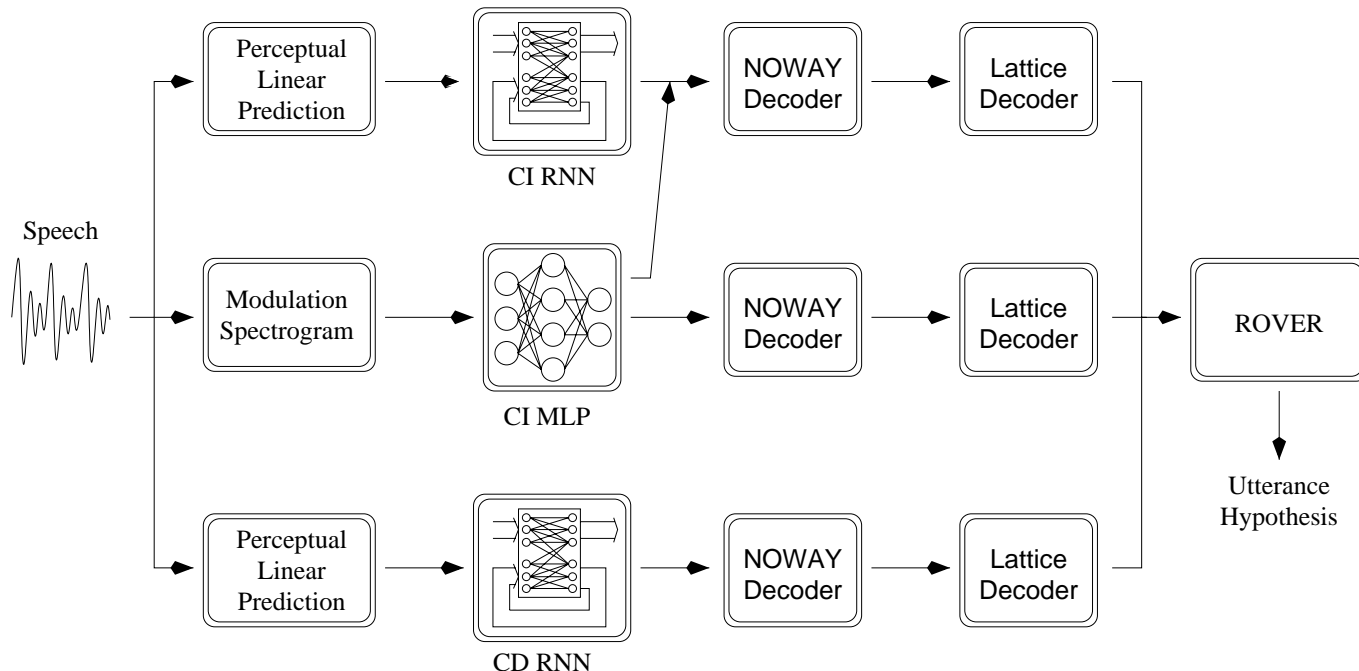 Perceptual
Linear
Prediction
CI RNN
NOWAY
Decoder
Lattice
Decoder
Speech
Modulation
Spectrogram
CI MLP
NOWAY
Decoder
Lattice
Decoder
ROVER
Utterance
Hypothesis
Perceptual
Linear
Prediction
CD RNN
NOWAY
Decoder
Lattice
Decoder